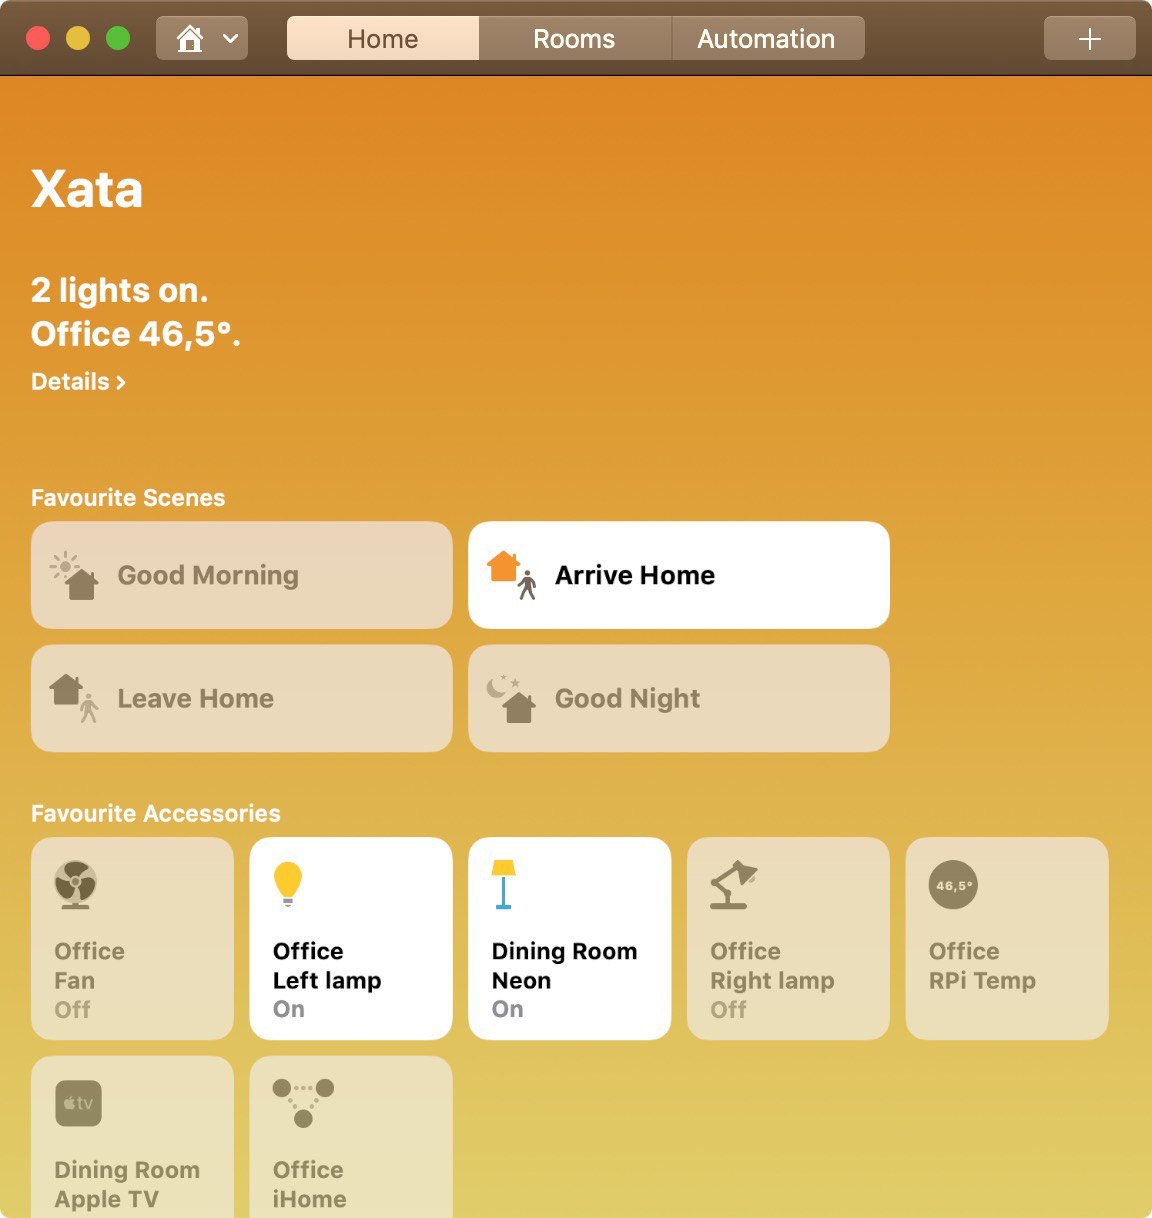 Home
Rooms
Automation
Xata
2 lights on.
Office 46,5°.
Details ›
Favourite Scenes
Good Morning
Arrive Home
Leave Home
Good Night
Favourite Accessories
Office
Fan
Off
Office
Left lamp
On
Dining Room
Neon
On
Office
Right lamp
Off
46,5°
Office
RPi Temp
tv
Dining Room
Apple TV
Office
iHome